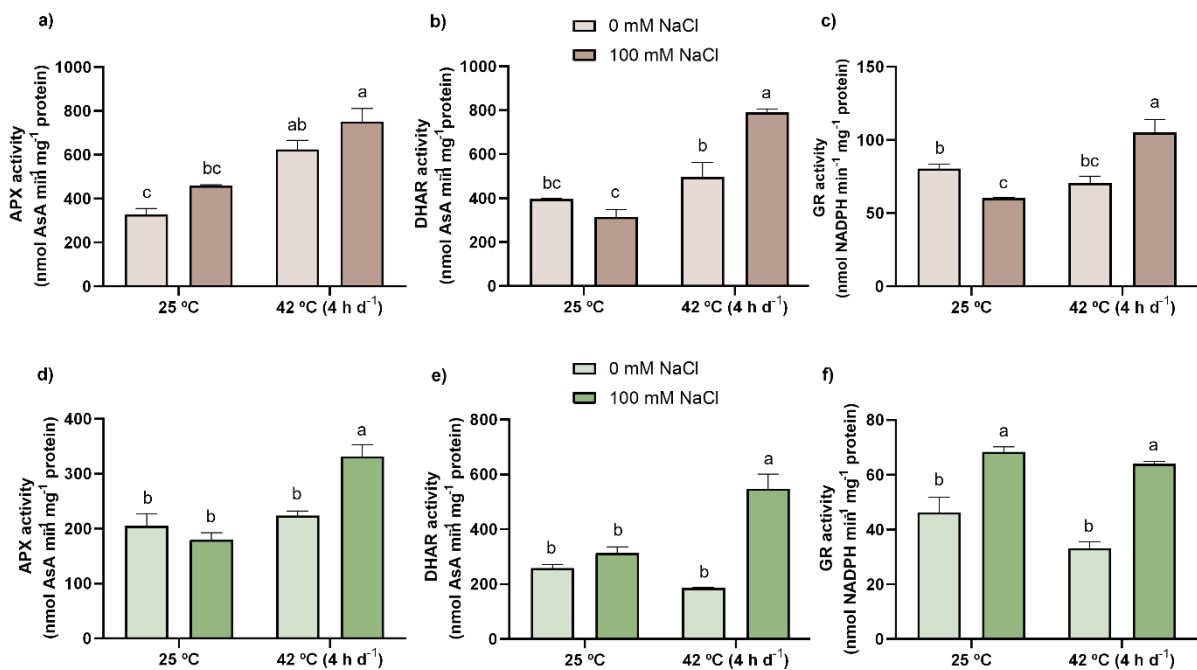 a)
APX activity
(nmol AsA min⁻¹ mg⁻¹ protein)
1000
800
600
400
200
0
c
bc
ab
a
25 ºC
42 ºC (4 h d⁻¹)
b)
0 mM NaCl
100 mM NaCl
DHAR activity
(nmol AsA min⁻¹ mg⁻¹protein)
1000
800
600
400
200
0
bc
c
b
a
25 ºC
42 ºC (4 h d⁻¹)
c)
GR activity
(nmol NADPH min⁻¹ mg⁻¹ protein)
150
100
50
0
b
c
bc
a
25 ºC
42 ºC (4 h d⁻¹)
d)
APX activity
(nmol AsA min⁻¹ mg⁻¹ protein)
400
300
200
100
0
b
b
b
a
25 ºC
42 ºC (4 h d⁻¹)
e)
0 mM NaCl
100 mM NaCl
DHAR activity
(nmol AsA min⁻¹ mg⁻¹ protein)
800
600
400
200
0
b
b
b
a
25 ºC
42 ºC (4 h d⁻¹)
f)
GR activity
(nmol NADPH min⁻¹ mg⁻¹ protein)
80
60
40
20
0
b
a
b
a
25 ºC
42 ºC (4 h d⁻¹)